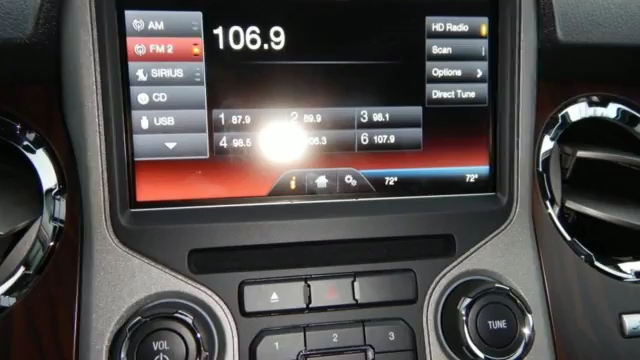 AM
106.9
HD Radio
FM 2
Scan
SIRIUS
Options
CD
Direct Tune
USB
1 87.9 2 89.9 3 98.1
4 98.5 6 107.9
72° 72°
VOL
TUNE
1 2 3